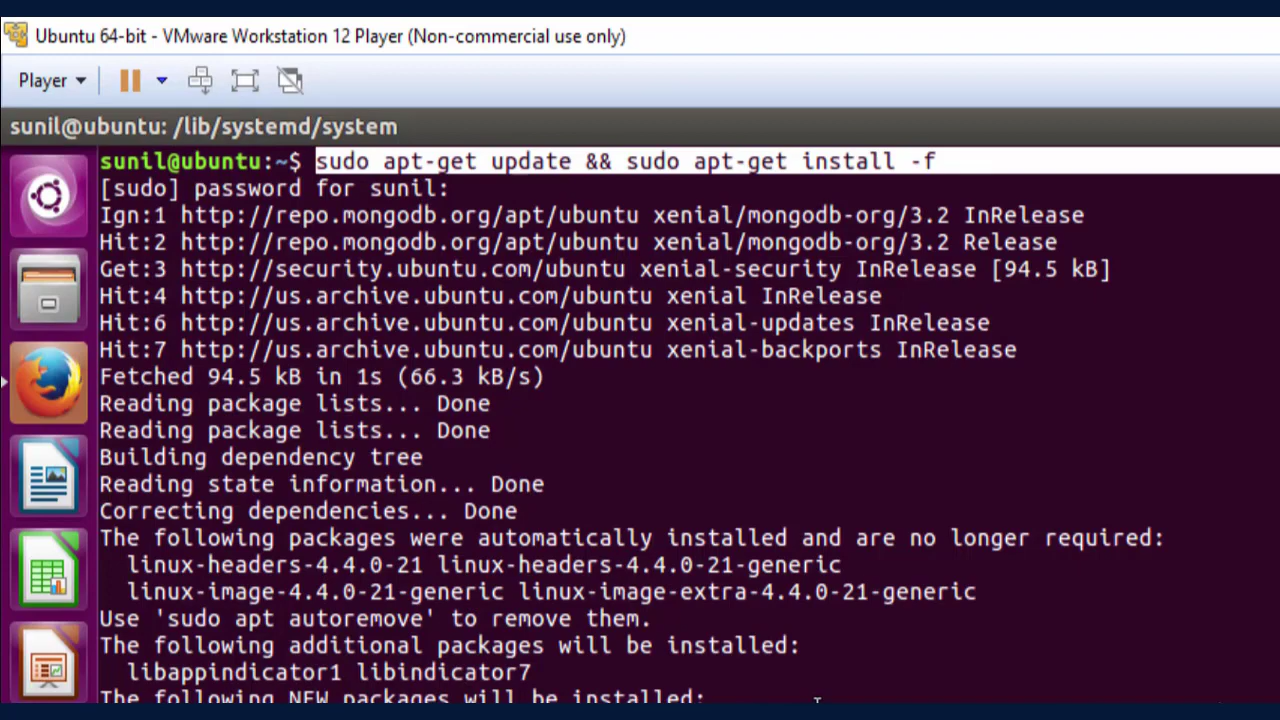 Ubuntu 64-bit - VMware Workstation 12 Player (Non-commercial use only)
Player
sunil@ubuntu: /lib/systemd/system
sunil@ubuntu:~$ sudo apt-get update && sudo apt-get install -f
[sudo] password for sunil:
Ign:1 http://repo.mongodb.org/apt/ubuntu xenial/mongodb-org/3.2 InRelease
Hit:2 http://repo.mongodb.org/apt/ubuntu xenial/mongodb-org/3.2 Release
Get:3 http://security.ubuntu.com/ubuntu xenial-security InRelease [94.5 kB]
Hit:4 http://us.archive.ubuntu.com/ubuntu xenial InRelease
Hit:6 http://us.archive.ubuntu.com/ubuntu xenial-updates InRelease
Hit:7 http://us.archive.ubuntu.com/ubuntu xenial-backports InRelease
Fetched 94.5 kB in 1s (66.3 kB/s)
Reading package lists... Done
Reading package lists... Done
Building dependency tree
Reading state information... Done
Correcting dependencies... Done
The following packages were automatically installed and are no longer required:
linux-headers-4.4.0-21 linux-headers-4.4.0-21-generic
linux-image-4.4.0-21-generic linux-image-extra-4.4.0-21-generic
Use 'sudo apt autoremove' to remove them.
The following additional packages will be installed:
libappindicator1 libindicator7
The following NEW packages will be installed: